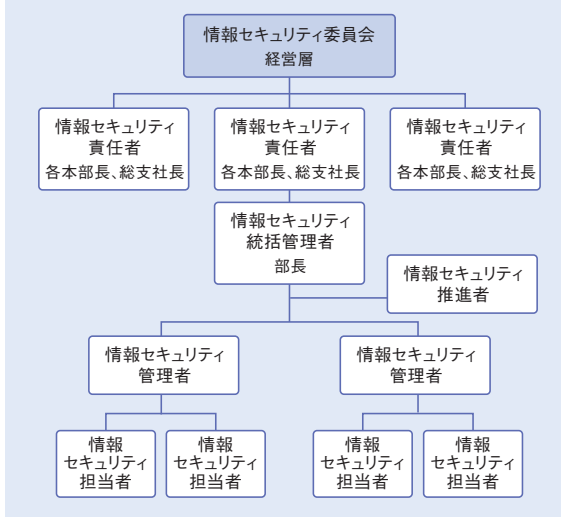 情報セキュリティ委員会
経営層
情報セキュリティ
責任者
各本部長、総支社長
情報セキュリティ
責任者
各本部長、総支社長
情報セキュリティ
責任者
各本部長、総支社長
情報セキュリティ
統括管理者
部長
情報セキュリティ
推進者
情報セキュリティ
管理者
情報セキュリティ
管理者
情報
セキュリティ
担当者
情報
セキュリティ
担当者
情報
セキュリティ
担当者
情報
セキュリティ
担当者